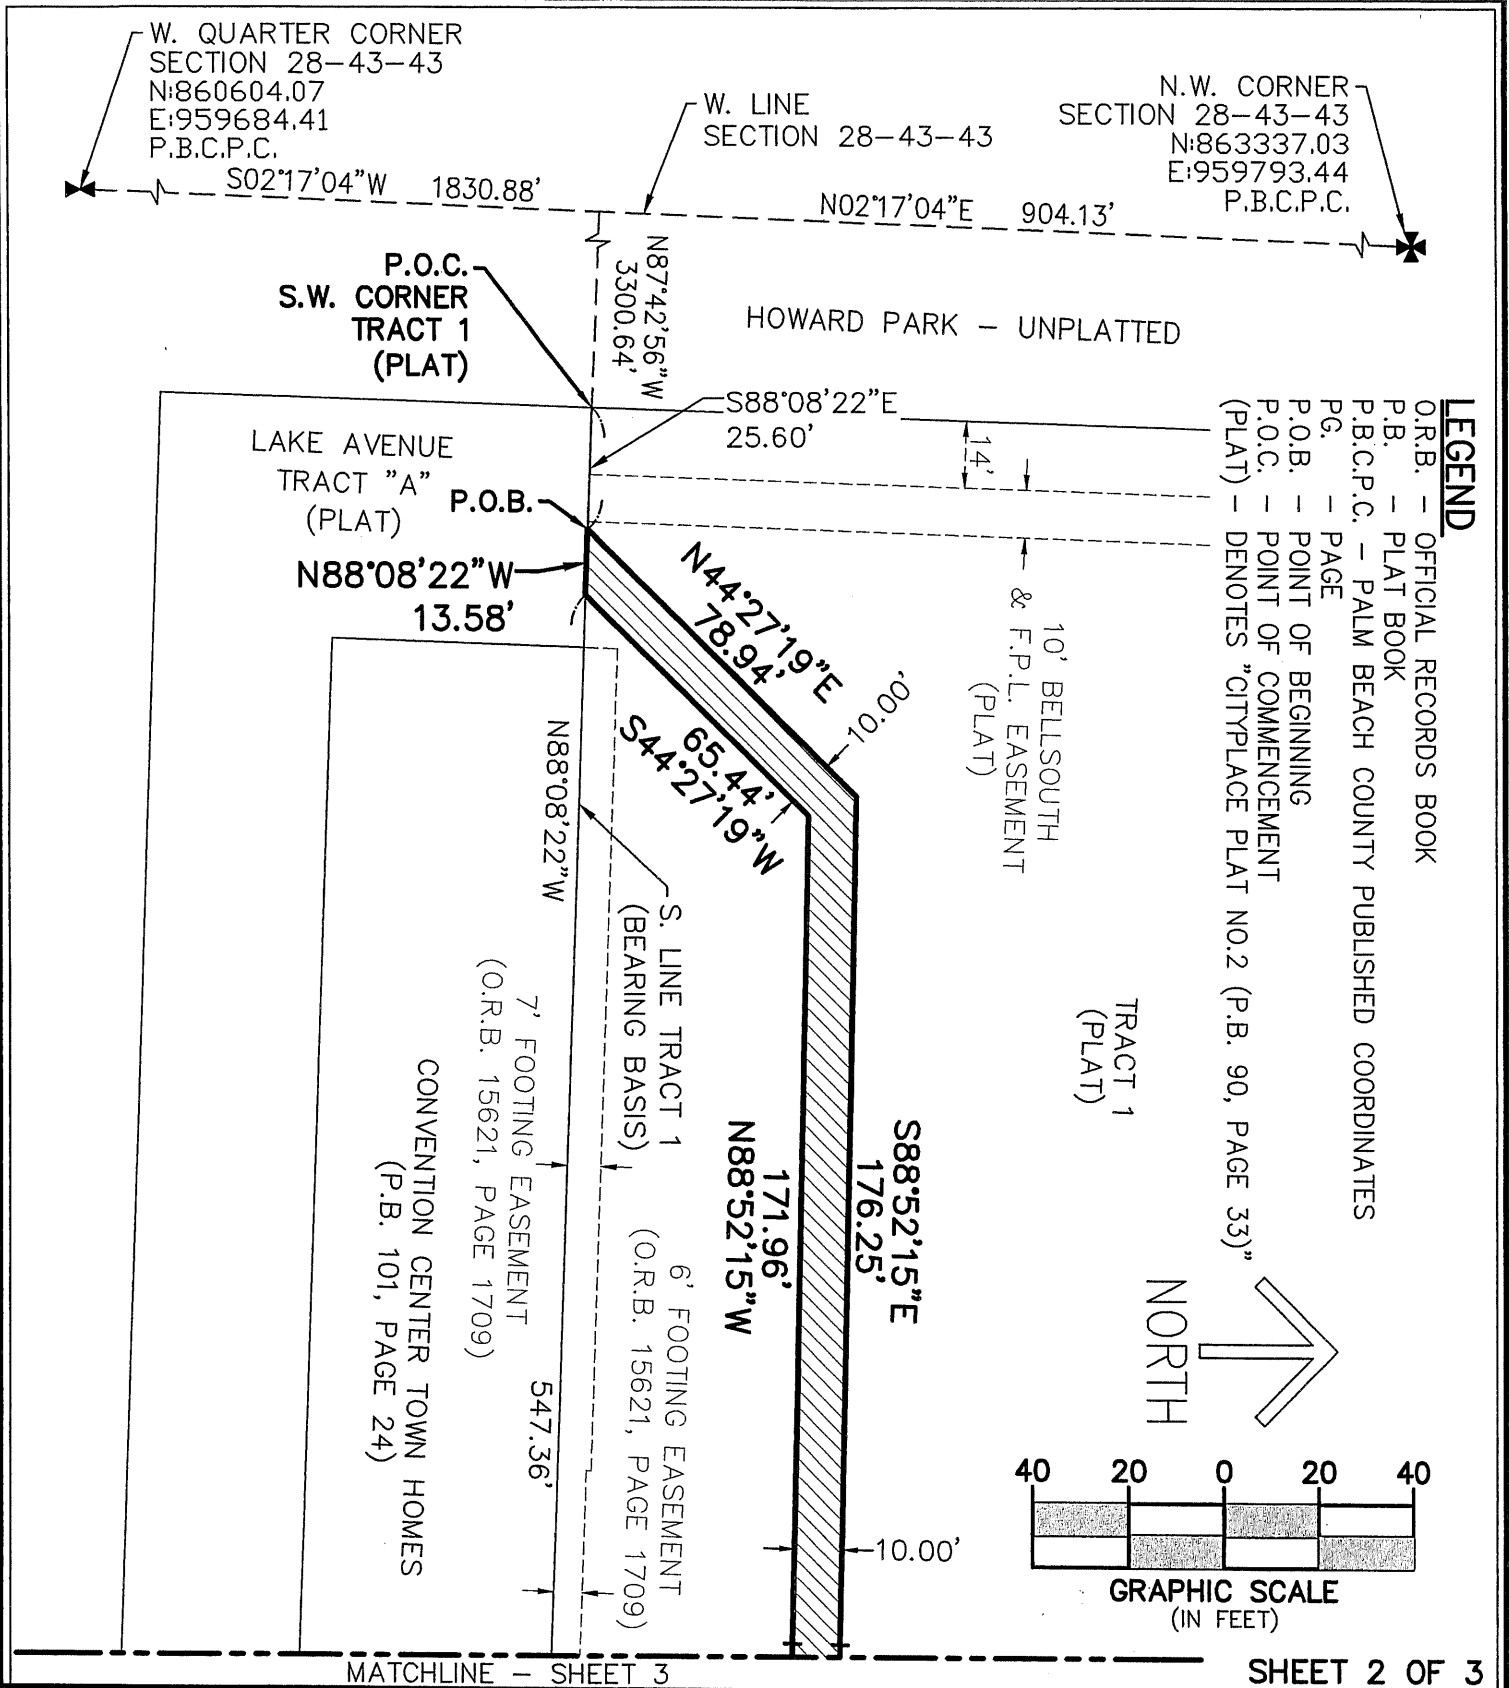 W. QUARTER CORNER
SECTION 28-43-43
N:860604.07
E:959684.41
P.B.C.P.C.
W. LINE
SECTION 28-43-43
N.W. CORNER
SECTION 28-43-43
N:863337.03
E:959793.44
P.B.C.P.C.
S02°17'04"W 1830.88'
N02°17'04"E 904.13'
P.O.C.
S.W. CORNER
TRACT 1
(PLAT)
N87°42'56"W
3300.64'
HOWARD PARK - UNPLATTED
S88°08'22"E
25.60'
14'
LAKE AVENUE
TRACT "A"
(PLAT)
P.O.B.
N88°08'22"W
13.58'
N44°27'19"E
78.94'
10.00'
65.44'
S44°27'19"W
10' BELLSOUTH
& F.P.L. EASEMENT
(PLAT)
LEGEND
O.R.B. - OFFICIAL RECORDS BOOK
P.B. - PLAT BOOK
P.B.C.P.C. - PALM BEACH COUNTY PUBLISHED COORDINATES
PG. - PAGE
P.O.B. - POINT OF BEGINNING
P.O.C. - POINT OF COMMENCEMENT
(PLAT) - DENOTES "CITYPLACE PLAT NO.2 (P.B. 90, PAGE 33)"
N88°08'22"W
547.36'
S. LINE TRACT 1
(BEARING BASIS)
TRACT 1
(PLAT)
7' FOOTING EASEMENT
(O.R.B. 15621, PAGE 1709)
6' FOOTING EASEMENT
(O.R.B. 15621, PAGE 1709)
CONVENTION CENTER TOWN HOMES
(P.B. 101, PAGE 24)
S88°52'15"E
176.25'
171.96'
N88°52'15"W
NORTH
10.00'
40 20 0 20 40
GRAPHIC SCALE
(IN FEET)
MATCHLINE - SHEET 3
SHEET 2 OF 3